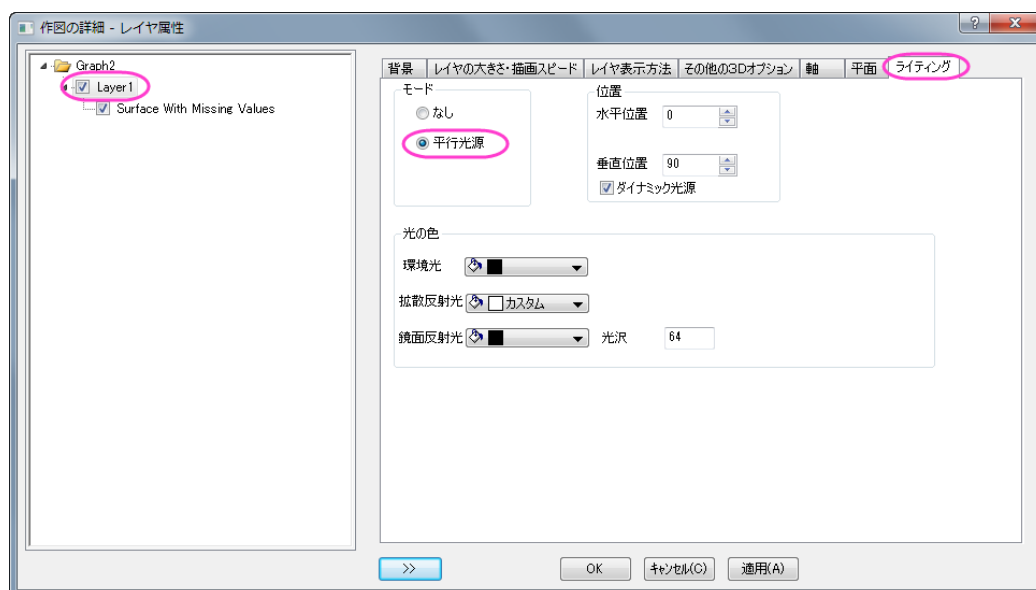 作図の詳細 - レイヤ属性
?
Graph2
Layer1
Surface With Missing Values
背景 レイヤの大きさ・描画スピード レイヤ表示方法 その他の3Dオプション 軸 平面 ライティング
モード
なし
平行光源
位置
水平位置 0
垂直位置 90
ダイナミック光源
光の色
環境光
拡散反射光 カスタム
鏡面反射光
光沢 64
>> OK キャンセル(C) 適用(A)